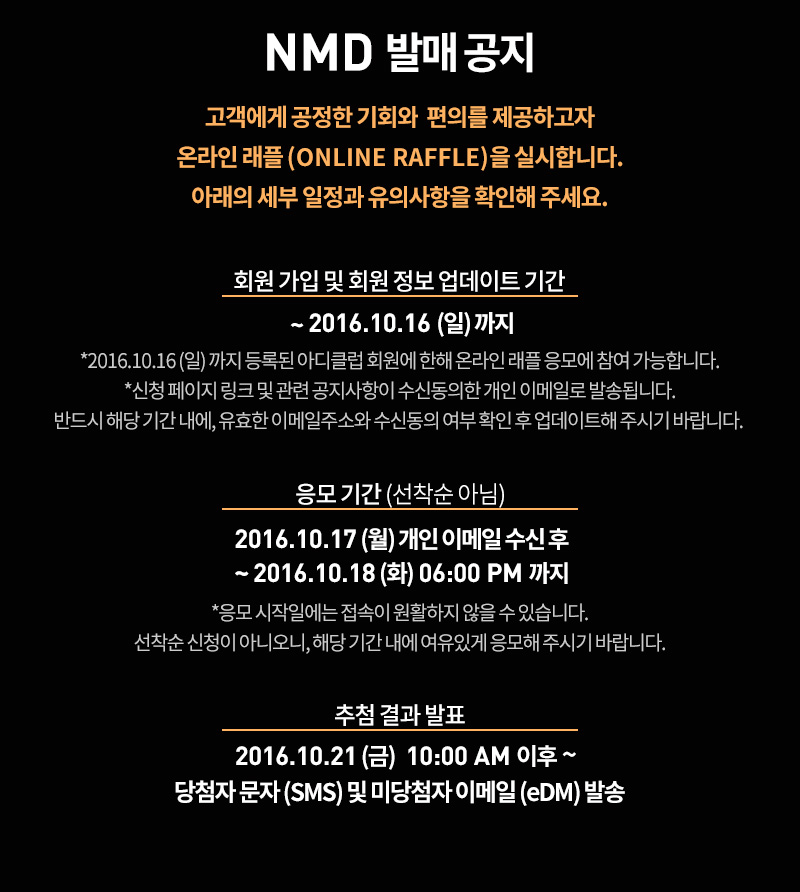 NMD 발매 공지
고객에게 공정한 기회와 편의를 제공하고자
온라인 래플 (ONLINE RAFFLE)을 실시합니다.
아래의 세부 일정과 유의사항을 확인해 주세요.
회원 가입 및 회원 정보 업데이트 기간
~ 2016.10.16 (일) 까지
*2016.10.16 (일) 까지 등록된 아디클럽 회원에 한해 온라인 래플 응모에 참여 가능합니다.
*신청 페이지 링크 및 관련 공지사항이 수신동의한 개인 이메일로 발송됩니다.
반드시 해당 기간 내에, 유효한 이메일주소와 수신동의 여부 확인 후 업데이트해 주시기 바랍니다.
응모 기간 (선착순 아님)
2016.10.17 (월) 개인 이메일 수신 후
~ 2016.10.18 (화) 06:00 PM 까지
*응모 시작일에는 접속이 원활하지 않을 수 있습니다.
선착순 신청이 아니오니, 해당 기간 내에 여유있게 응모해 주시기 바랍니다.
추첨 결과 발표
2016.10.21 (금) 10:00 AM 이후 ~
당첨자 문자 (SMS) 및 미당첨자 이메일 (eDM) 발송